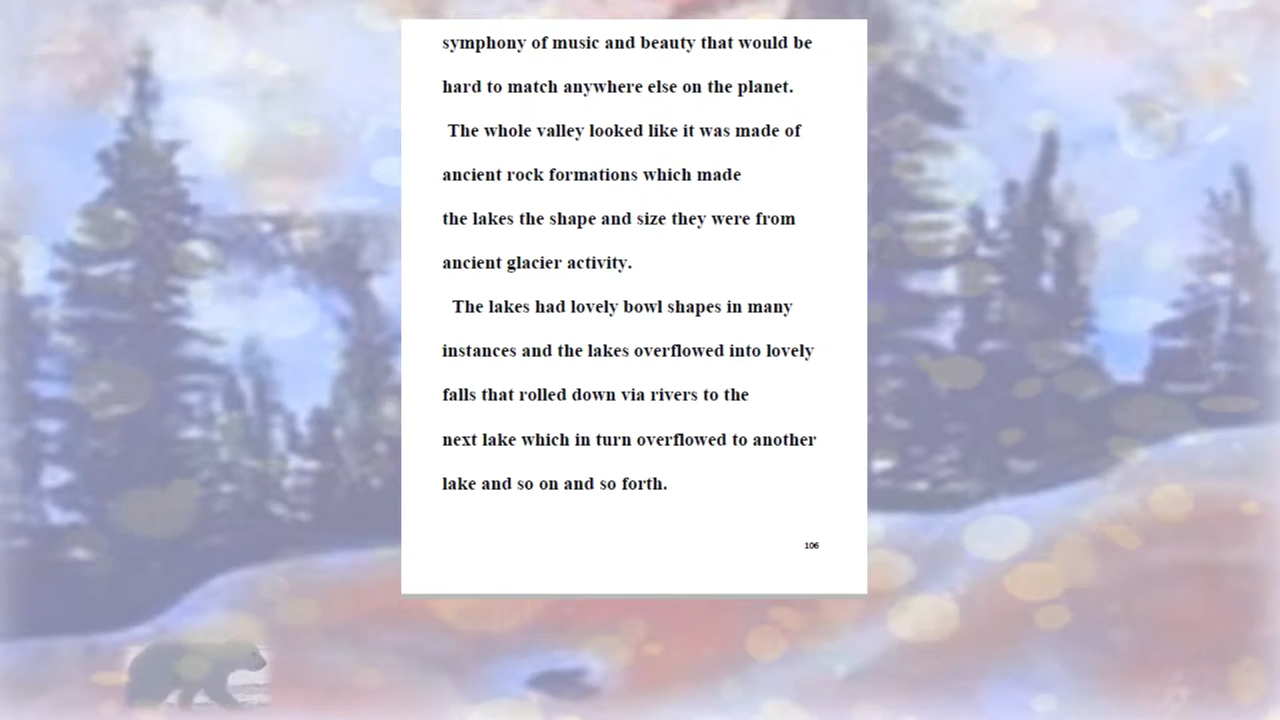 symphony of music and beauty that would be
hard to match anywhere else on the planet.
The whole valley looked like it was made of
ancient rock formations which made
the lakes the shape and size they were from
ancient glacier activity.
The lakes had lovely bowl shapes in many
instances and the lakes overflowed into lovely
falls that rolled down via rivers to the
next lake which in turn overflowed to another
lake and so on and so forth.
106